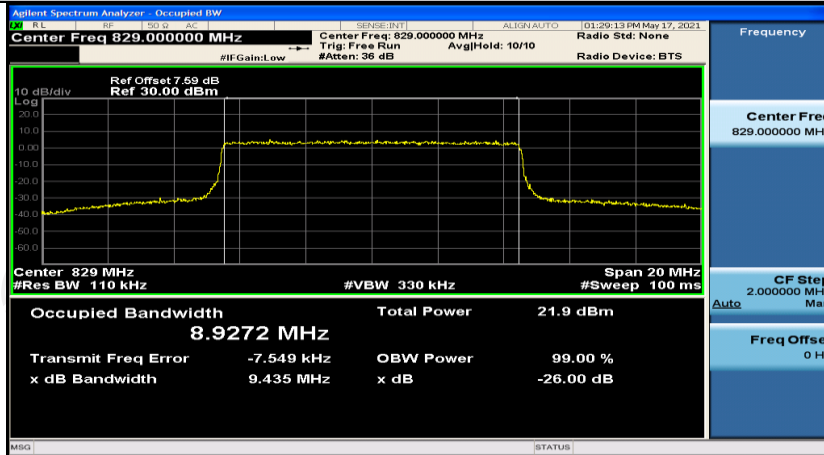 Agilent Spectrum Analyzer - Occupied BW
LXI RL RF 50 Ω AC SENSE:INT ALIGN AUTO 01:29:13 PM May 17, 2021
Center Freq 829.000000 MHz
Center Freq: 829.000000 MHz
Radio Std: None
Trig: Free Run Avg|Hold: 10/10
#IFGain:Low
#Atten: 36 dB
Radio Device: BTS
Ref Offset 7.59 dB
10 dB/div Ref 30.00 dBm
Log
20.0
10.0
0.00
-10.0
-20.0
-30.0
-40.0
-50.0
-60.0
Center 829 MHz Span 20 MHz
#Res BW 110 kHz #VBW 330 kHz #Sweep 100 ms
Occupied Bandwidth Total Power 21.9 dBm
8.9272 MHz
Transmit Freq Error -7.549 kHz OBW Power 99.00 %
x dB Bandwidth 9.435 MHz x dB -26.00 dB
MSG STATUS
Frequency
Center Fre
829.000000 MH
CF Step
2.000000 MH
Auto Ma
Freq Offse
0 H